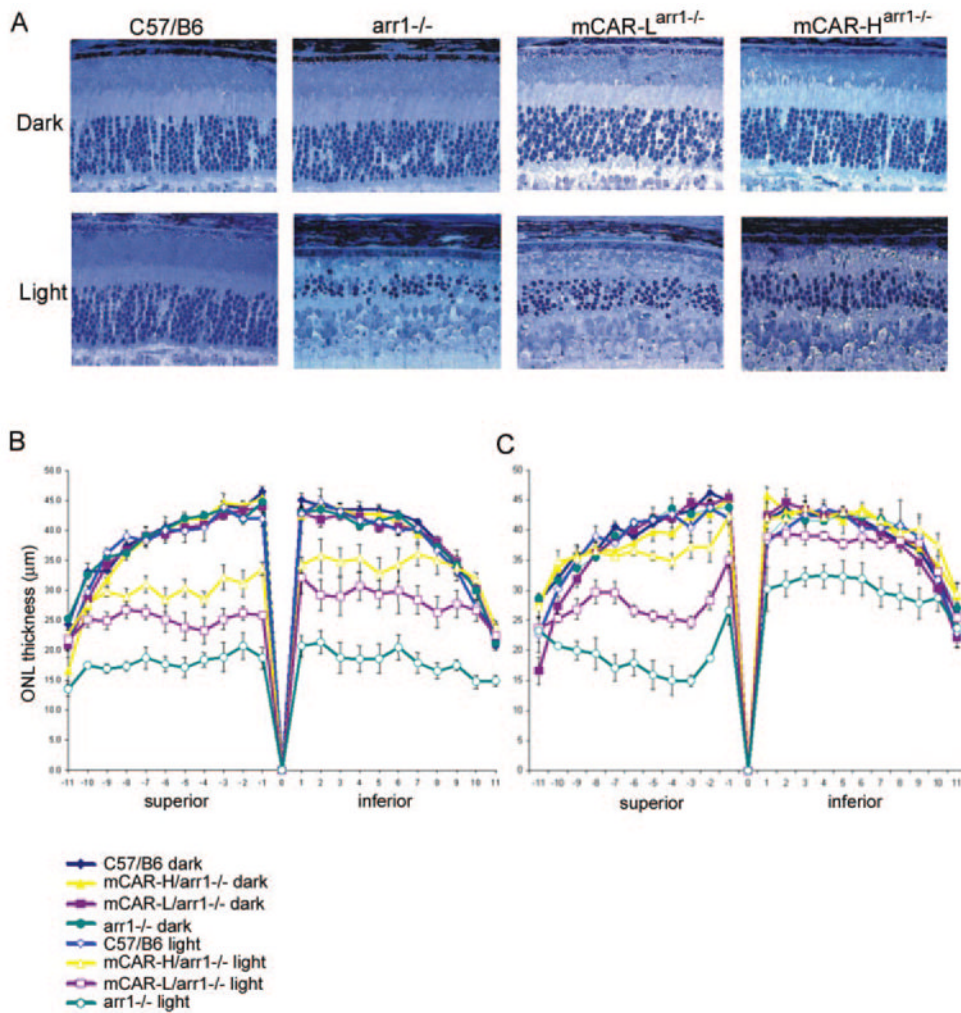 A
C57/B6 arr1-/- mCAR-L arr1-/- mCAR-H arr1-/-
Dark
Light
B
C
ONL thickness (µm)
50.0
45.0
40.0
35.0
30.0
25.0
20.0
15.0
10.0
5.0
0.0
-11 -10 -9 -8 -7 -6 -5 -4 -3 -2 -1 0 1 2 3 4 5 6 7 8 9 10 11
superior inferior
50
45
40
35
30
25
20
15
10
5
0
-11 -10 -9 -8 -7 -6 -5 -4 -3 -2 -1 0 1 2 3 4 5 6 7 8 9 10 11
superior inferior
C57/B6 dark
mCAR-H/arr1-/- dark
mCAR-L/arr1-/- dark
arr1-/- dark
C57/B6 light
mCAR-H/arr1-/- light
mCAR-L/arr1-/- light
arr1-/- light